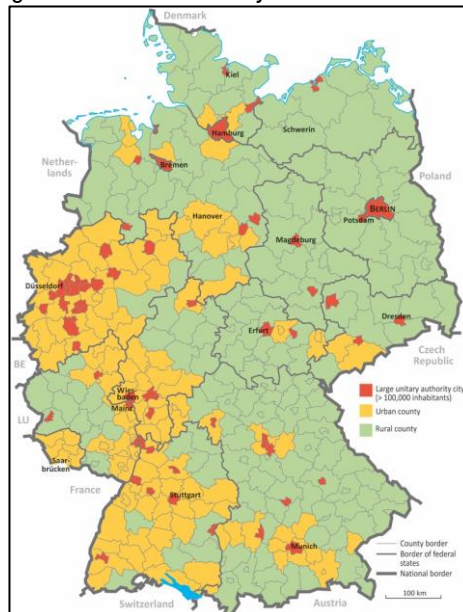 Denmark
Kiel
Hamburg
Schwerin
Nether-
lands
Bremen
Poland
BERLIN
Potsdam
Hanover
Magdeburg
Düsseldorf
Dresden
Erfurt
BE
Czech
Republic
Large unitary authority city
(> 100,000 inhabitants)
Urban county
Rural county
Wies-
baden
Mainz
LU
Saar-
brücken
France
Stuttgart
Munich
County border
Border of federal
states
National border
100 km
Switzerland
Austria